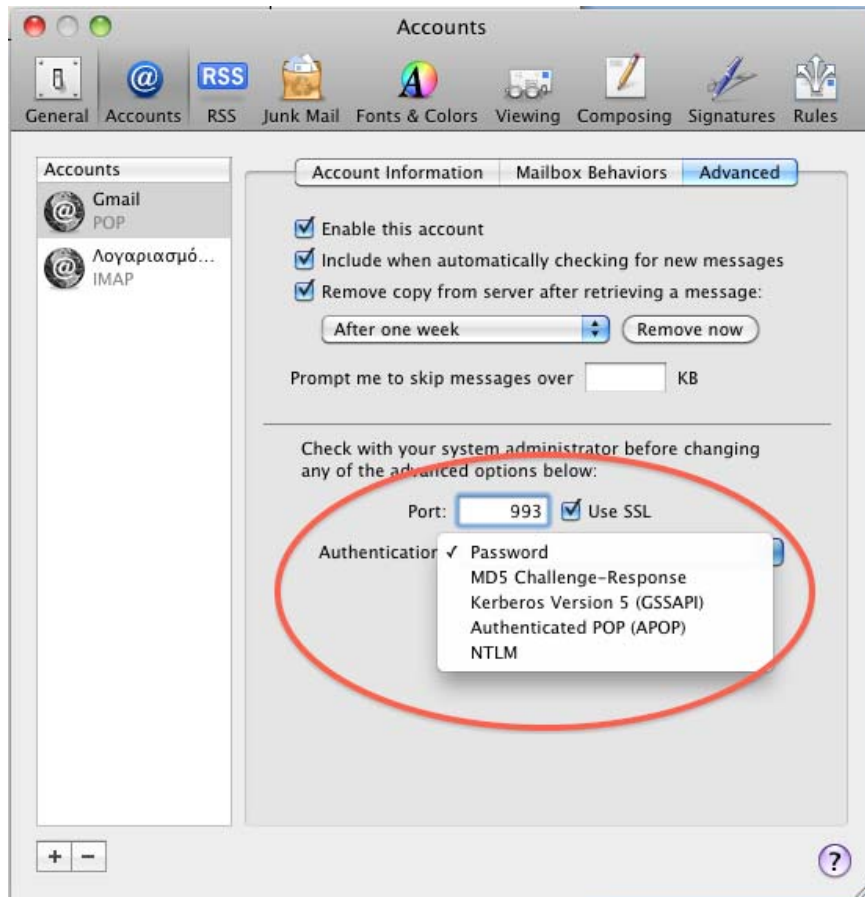 Accounts
General Accounts RSS Junk Mail Fonts & Colors Viewing Composing Signatures Rules
RSS
Accounts
Gmail
POP
Λογαριασμό...
IMAP
Account Information Mailbox Behaviors Advanced
Enable this account
Include when automatically checking for new messages
Remove copy from server after retrieving a message:
After one week Remove now
Prompt me to skip messages over KB
Check with your system administrator before changing
any of the advanced options below:
Port: 993 Use SSL
Authentication ✓ Password
MD5 Challenge-Response
Kerberos Version 5 (GSSAPI)
Authenticated POP (APOP)
NTLM
+ −
?